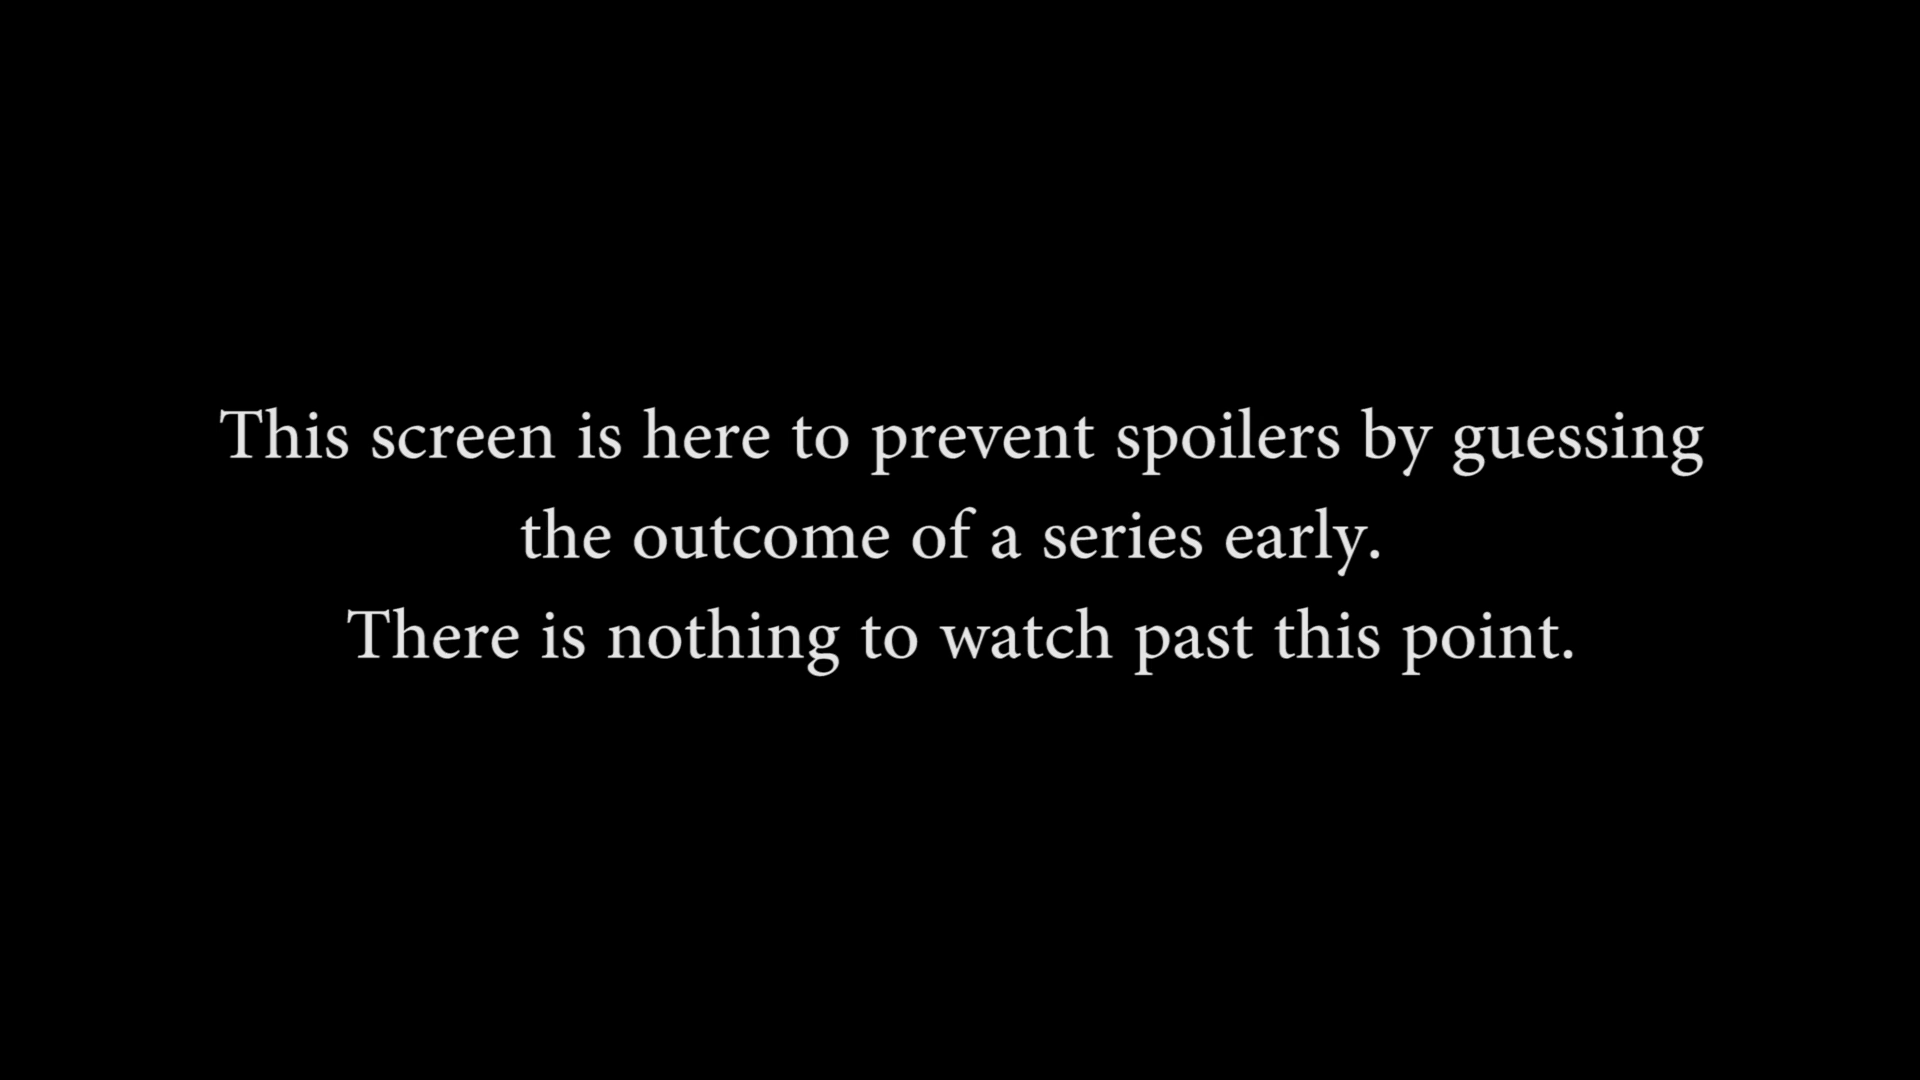 This screen is here to prevent spoilers by guessing
the outcome of a series early.
There is nothing to watch past this point.